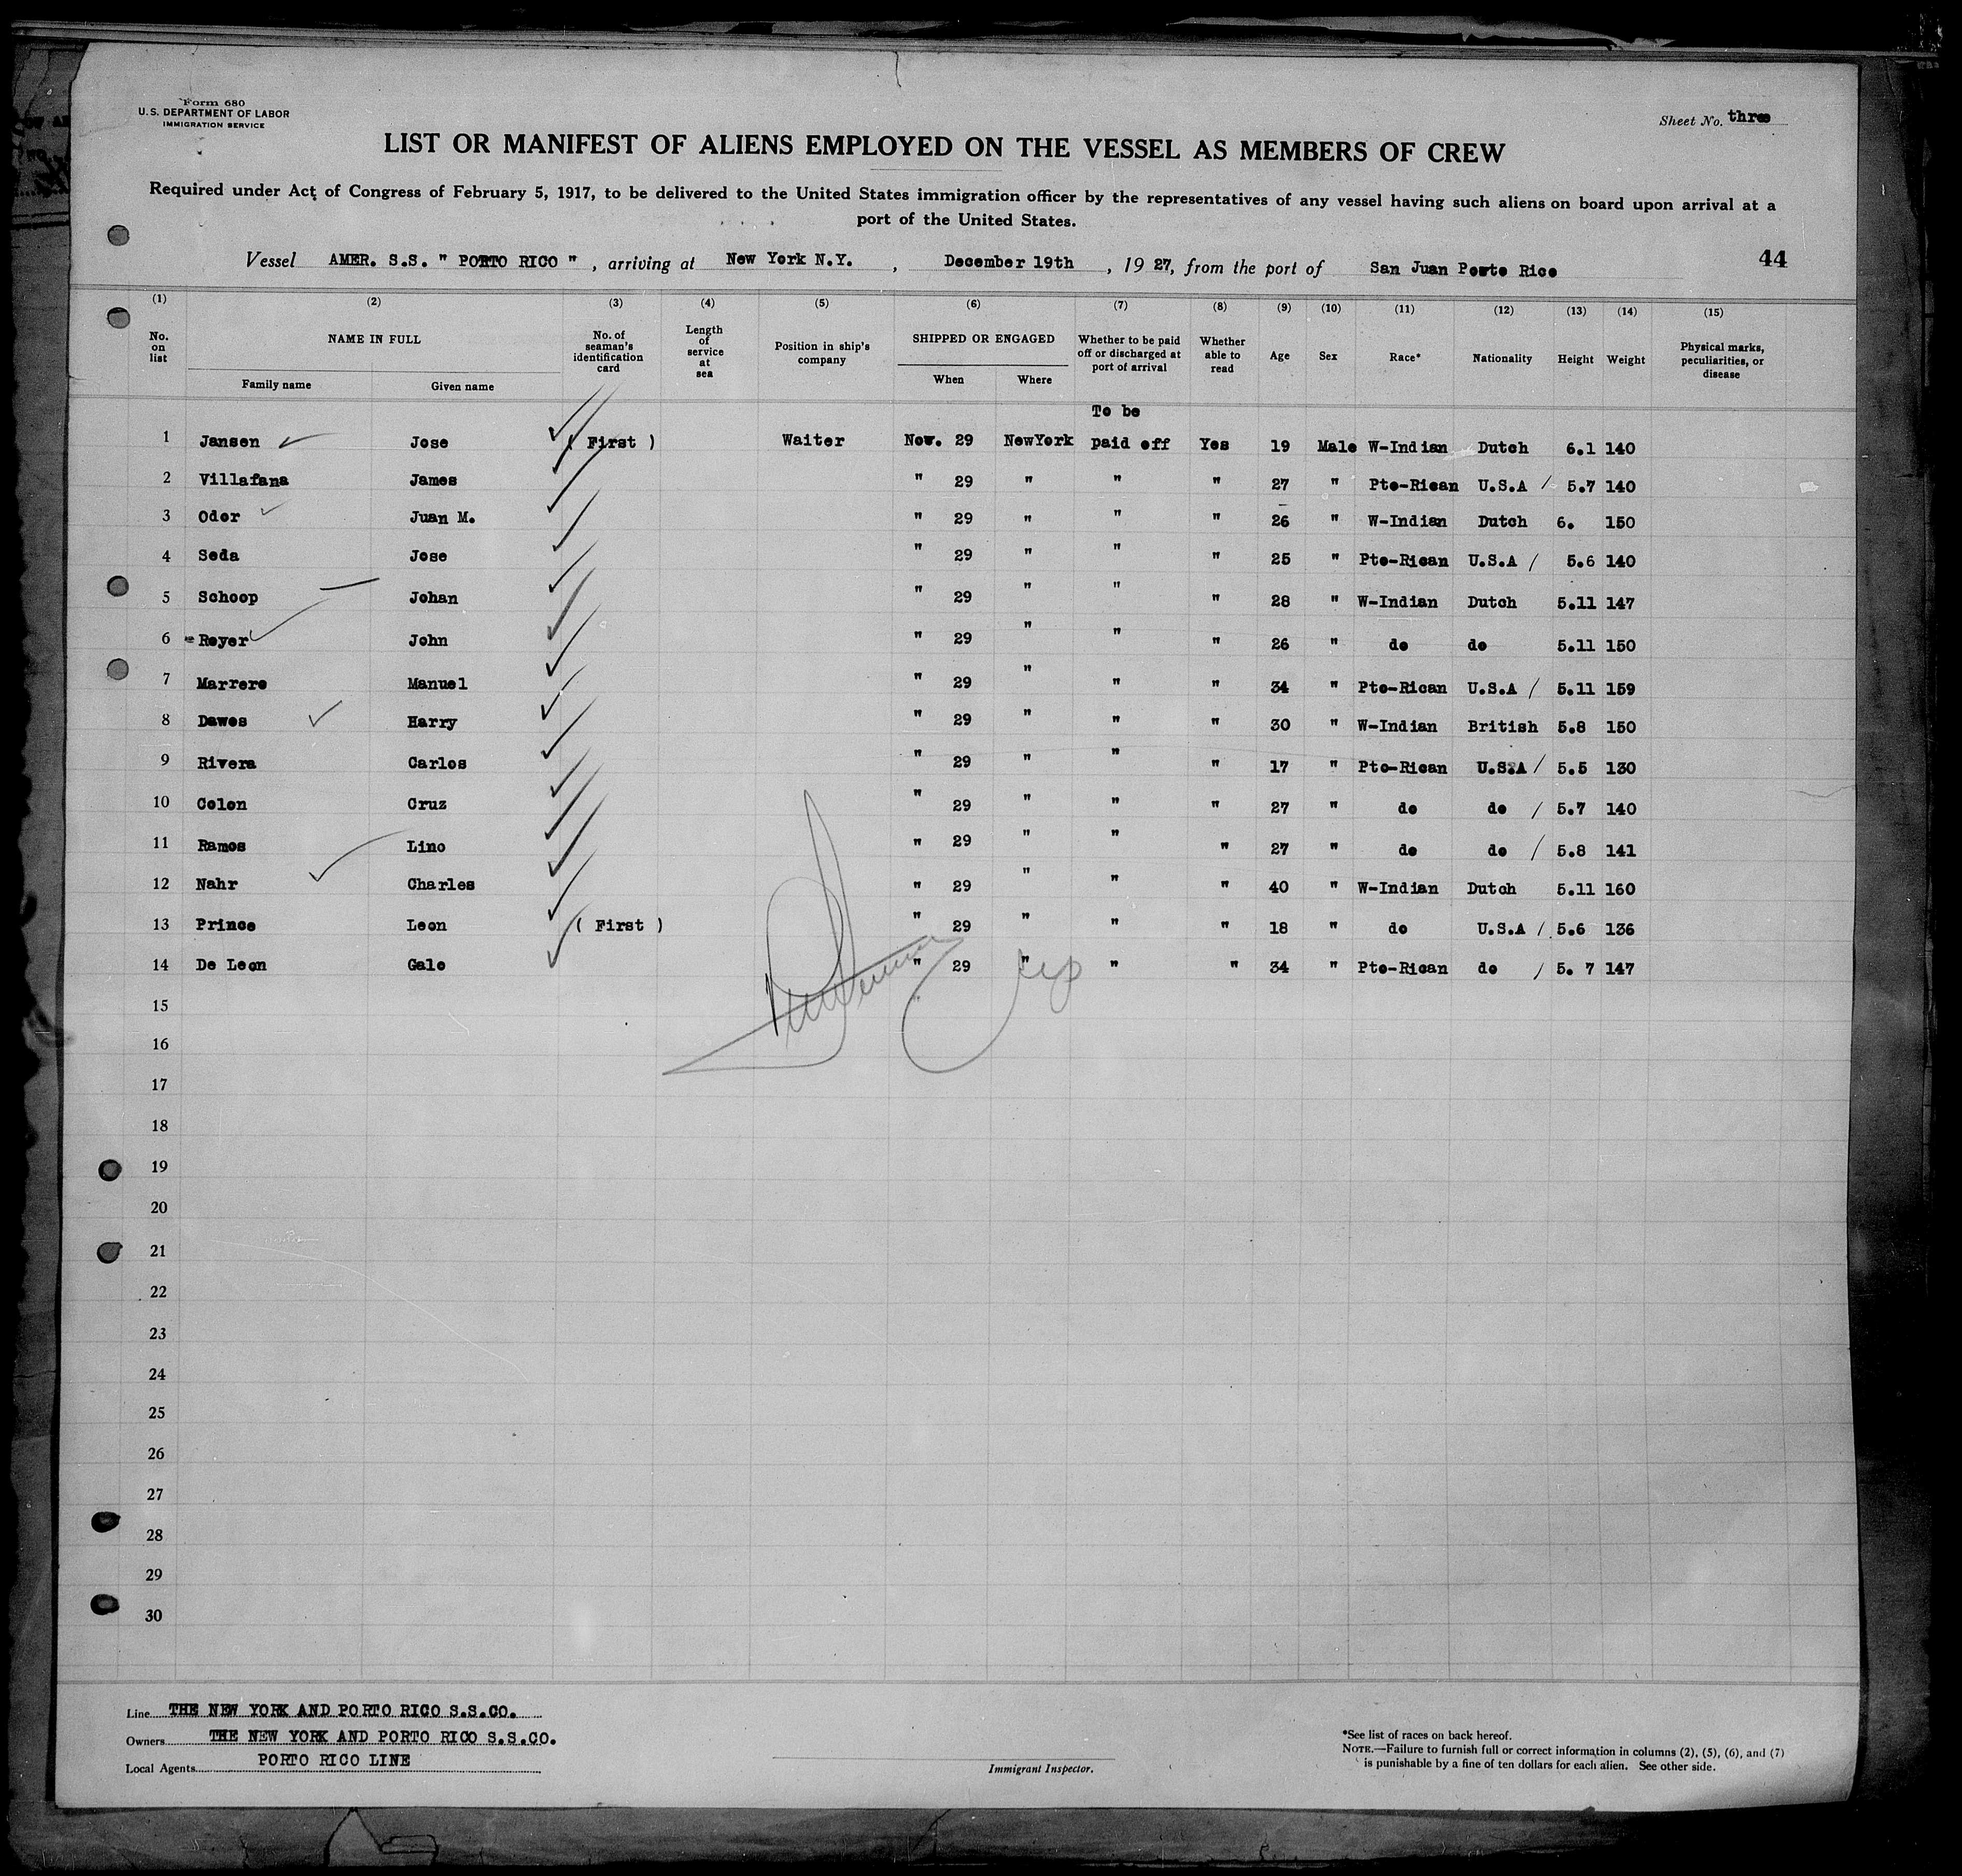 Form 680
U.S. DEPARTMENT OF LABOR
IMMIGRATION SERVICE
Sheet No. three
LIST OR MANIFEST OF ALIENS EMPLOYED ON THE VESSEL AS MEMBERS OF CREW
Required under Act of Congress of February 5, 1917, to be delivered to the United States immigration officer by the representatives of any vessel having such aliens on board upon arrival at a
port of the United States.
Vessel AMER. S.S. " PORTO RICO " , arriving at New York N.Y. , December 19th , 19 27, from the port of San Juan Porto Rico
44
(1) (2) (3) (4) (5) (6) (7) (8) (9) (10) (11) (12) (13) (14) (15)
No. on list NAME IN FULL Family name Given name No. of seaman's identification card Length of service at sea Position in ship's company SHIPPED OR ENGAGED When Where Whether to be paid off or discharged at port of arrival Whether able to read Age Sex Race* Nationality Height Weight Physical marks, peculiarities, or disease
To be
1 Jansen Jose ( First ) Waiter Nov. 29 NewYork paid off Yes 19 Male W-Indian Dutch 6.1 140
2 Villafana James " 29 " " " 27 " Pto-Rican U.S.A / 5.7 140
3 Odor Juan M. " 29 " " " 26 " W-Indian Dutch 6. 150
4 Seda Jose " 29 " " " 25 " Pto-Rican U.S.A / 5.6 140
5 Schoop Johan " 29 " " " 28 " W-Indian Dutch 5.11 147
6 Reyer John " 29 " " " 26 " do do 5.11 150
7 Marrero Manuel " 29 " " " 34 " Pto-Rican U.S.A / 5.11 159
8 Dawes Harry " 29 " " " 30 " W-Indian British 5.8 150
9 Rivera Carlos " 29 " " " 17 " Pto-Rican U.S.A / 5.5 130
10 Colon Cruz " 29 " " " 27 " do do / 5.7 140
11 Ramos Lino " 29 " " " 27 " do do / 5.8 141
12 Nahr Charles " 29 " " " 40 " W-Indian Dutch 5.11 160
13 Prince Leon ( First ) " 29 " " " 18 " do U.S.A / 5.6 136
14 De Leon Gale " 29 " " " 34 " Pto-Rican do / 5. 7 147
15
16
17
18
19
20
21
22
23
24
25
26
27
28
29
30
Line THE NEW YORK AND PORTO RICO S.S.CO.
Owners THE NEW YORK AND PORTO RICO S.S.CO.
Local Agents PORTO RICO LINE
Immigrant Inspector.
*See list of races on back hereof.
NOTE.—Failure to furnish full or correct information in columns (2), (5), (6), and (7)
is punishable by a fine of ten dollars for each alien. See other side.